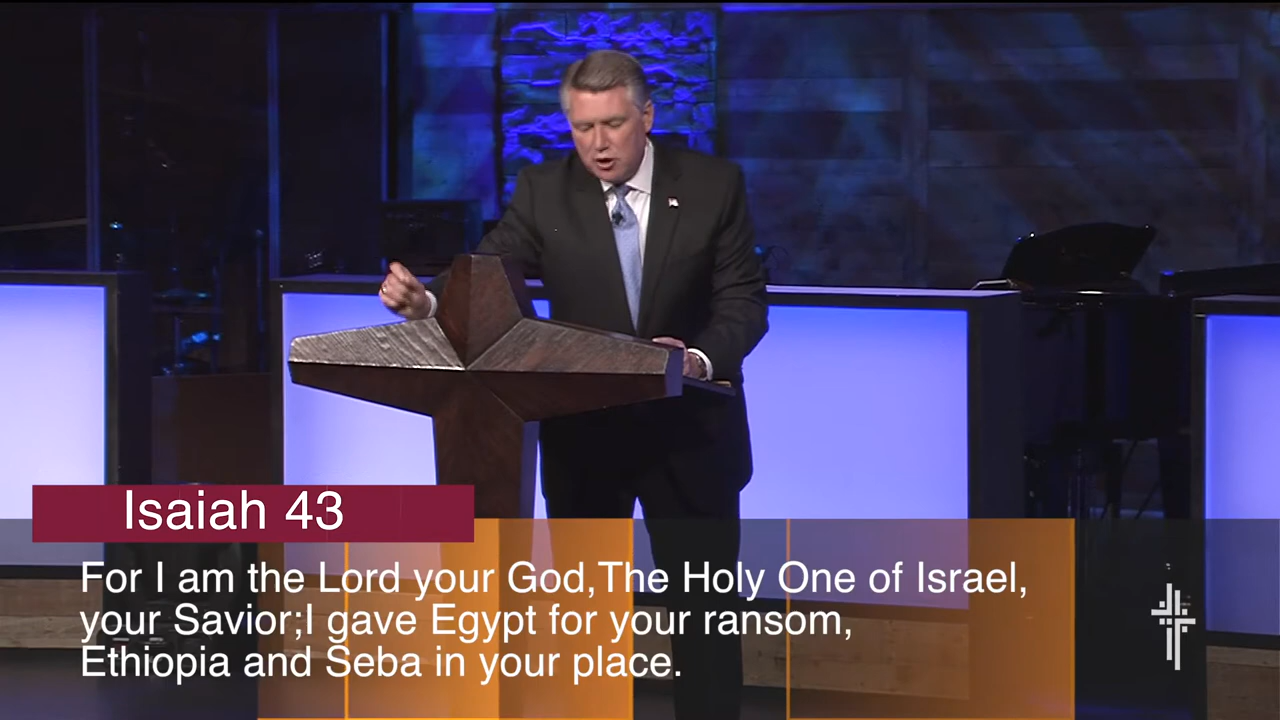 Isaiah 43
For I am the Lord your God,The Holy One of Israel,
your Savior;I gave Egypt for your ransom,
Ethiopia and Seba in your place.